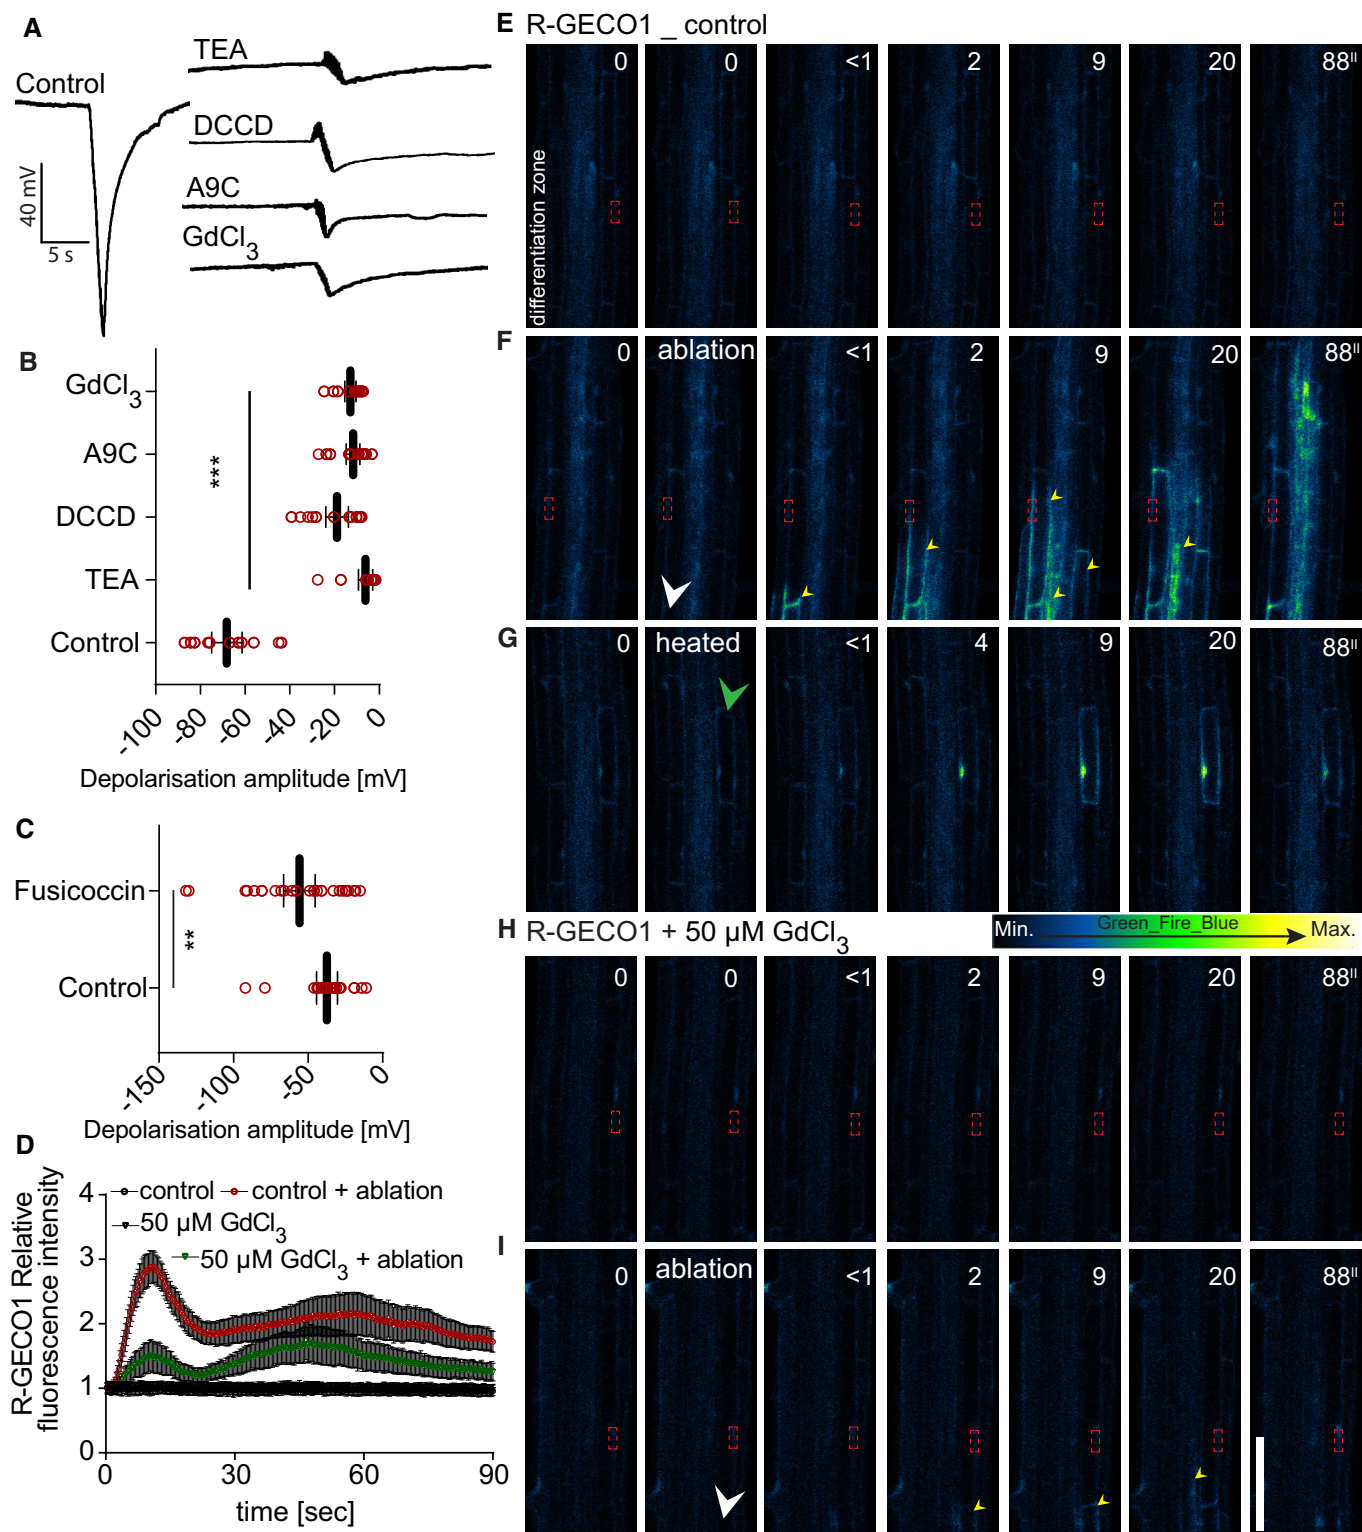 A
Control
TEA
DCCD
A9C
GdCl3
40 mV
5 s
B
GdCl3
A9C
DCCD
TEA
Control
***
-100 -80 -60 -40 -20 0
Depolarisation amplitude [mV]
C
Fusicoccin
Control
**
-150 -100 -50 0
Depolarisation amplitude [mV]
D
R-GECO1 Relative
fluorescence intensity
4
3
2
1
0
control control + ablation
50 µM GdCl3
50 µM GdCl3 + ablation
0 30 60 90
time [sec]
E R-GECO1 _ control
differentiation zone
0 0 <1 2 9 20 88II
F
0 ablation <1 2 9 20 88II
G
0 heated <1 4 9 20 88II
H R-GECO1 + 50 µM GdCl3
Min. Green_Fire_Blue Max.
0 0 <1 2 9 20 88II
I
0 ablation <1 2 9 20 88II